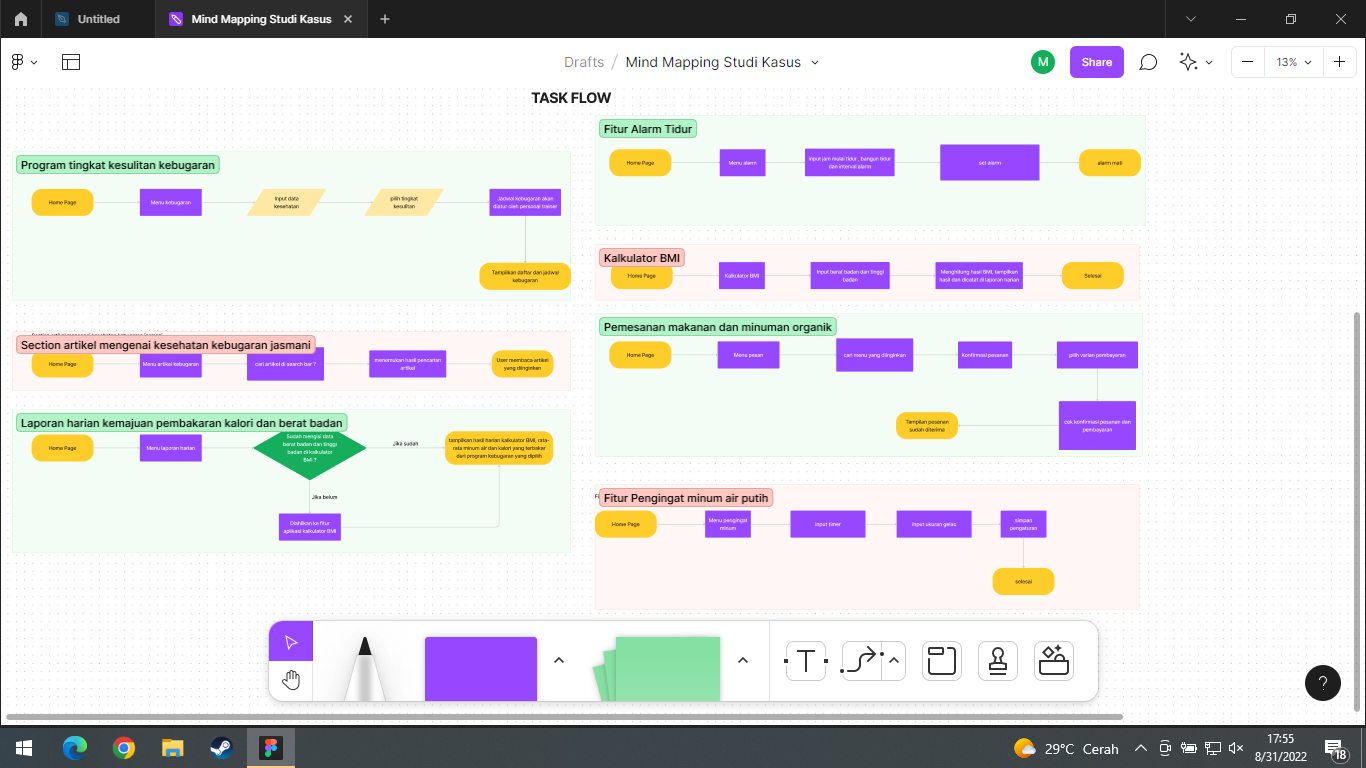 Untitled
Mind Mapping Studi Kasus
Drafts / Mind Mapping Studi Kasus
M
Share
13%
TASK FLOW
Program tingkat kesulitan kebugaran
Home Page
Menu kebugaran
Input data
kesehatan
pilih tingkat
kesulitan
Jadwal kebugaran akan
diatur oleh personal trainer
Tampilkan daftar dan jadwal
kebugaran
Section artikel mengenai kesehatan kebugaran jasmani
Home Page
Menu artikel kebugaran
cari artikel di search bar ?
menemukan hasil pencarian
artikel
User membaca artikel
yang diinginkan
Laporan harian kemajuan pembakaran kalori dan berat badan
Home Page
Menu laporan harian
Sudah mengisi data
berat badan dan tinggi
badan di kalkulator
BMI ?
Jika sudah
tampilkan hasil harian kalkulator BMI, rata-
rata minum air dan kalori yang terbakar
dari program kebugaran yang dipilih
Jika belum
Dialihkan ke fitur
aplikasi kalkulator BMI
Fitur Alarm Tidur
Home Page
Menu alarm
Input jam mulai tidur , bangun tidur
dan interval alarm
set alarm
alarm mati
Kalkulator BMI
Home Page
Kalkulator BMI
Input berat badan dan tinggi
badan
Menghitung hasil BMI, tampilkan
hasil dan dicatat di laporan harian
Selesai
Pemesanan makanan dan minuman organik
Home Page
Menu pesan
cari menu yang diinginkan
Konfirmasi pesanan
pilih varian pembayaran
cek konfirmasi pesanan dan
pembayaran
Tampilan pesanan
sudah diterima
Fitur Pengingat minum air putih
Home Page
Menu pengingat
minum
input timer
input ukuran gelas
simpan
pengaturan
selesai
T
?
29°C Cerah
17:55
8/31/2022
18